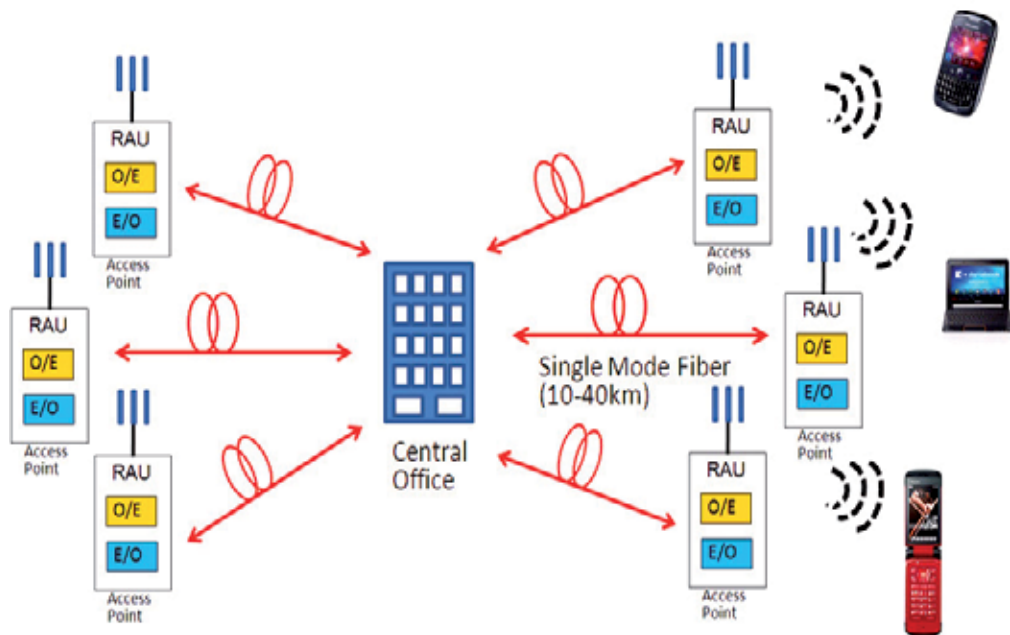 RAU
O/E
E/O
Access
Point
RAU
O/E
E/O
Access
Point
RAU
O/E
E/O
Access
Point
Central
Office
Single Mode Fiber
(10-40km)
RAU
O/E
E/O
Access
Point
RAU
O/E
E/O
Access
Point
RAU
O/E
E/O
Access
Point